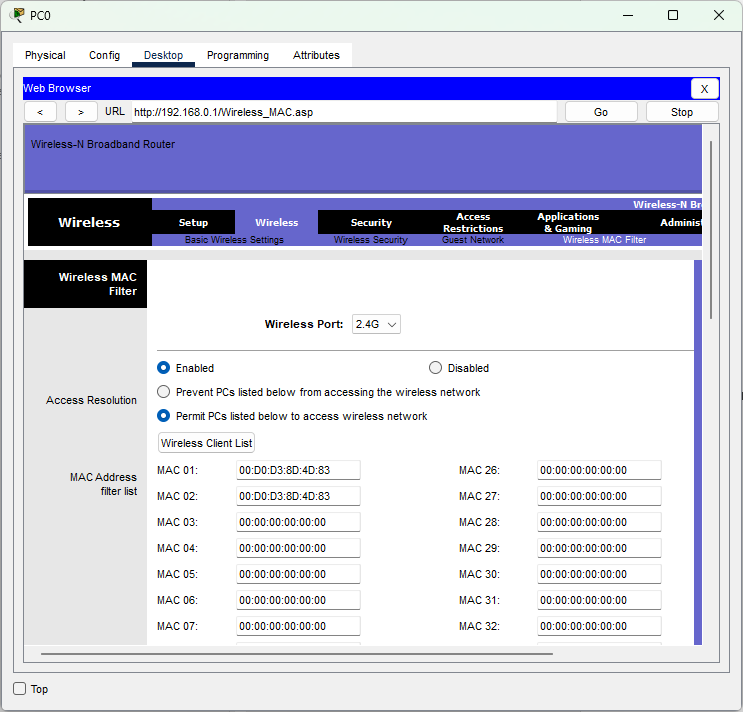 PC0
Physical Config Desktop Programming Attributes
Web Browser X
< > URL http://192.168.0.1/Wireless_MAC.asp Go Stop
Wireless-N Broadband Router
Wireless-N Br
Wireless Setup Wireless Security Access Restrictions Applications & Gaming Administ
Basic Wireless Settings Wireless Security Guest Network Wireless MAC Filter
Wireless MAC
Filter
Wireless Port: 2.4G
Enabled Disabled
Prevent PCs listed below from accessing the wireless network
Access Resolution
Permit PCs listed below to access wireless network
Wireless Client List
MAC Address
filter list
MAC 01: 00:D0:D3:8D:4D:83 MAC 26: 00:00:00:00:00:00
MAC 02: 00:D0:D3:8D:4D:83 MAC 27: 00:00:00:00:00:00
MAC 03: 00:00:00:00:00:00 MAC 28: 00:00:00:00:00:00
MAC 04: 00:00:00:00:00:00 MAC 29: 00:00:00:00:00:00
MAC 05: 00:00:00:00:00:00 MAC 30: 00:00:00:00:00:00
MAC 06: 00:00:00:00:00:00 MAC 31: 00:00:00:00:00:00
MAC 07: 00:00:00:00:00:00 MAC 32: 00:00:00:00:00:00
Top